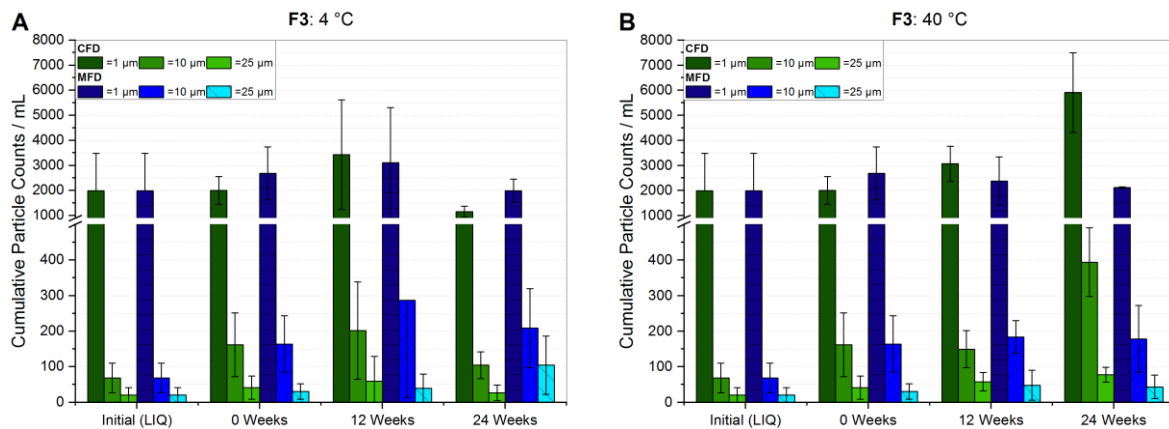 A
F3: 4 °C
Cumulative Particle Counts / mL
8000
7000
6000
5000
4000
3000
2000
1000
400
300
200
100
0
CFD
=1 µm =10 µm =25 µm
MFD
=1 µm =10 µm =25 µm
Initial (LIQ) 0 Weeks 12 Weeks 24 Weeks
B
F3: 40 °C
Cumulative Particle Counts / mL
8000
7000
6000
5000
4000
3000
2000
1000
400
300
200
100
0
CFD
=1 µm =10 µm =25 µm
MFD
=1 µm =10 µm =25 µm
Initial (LIQ) 0 Weeks 12 Weeks 24 Weeks